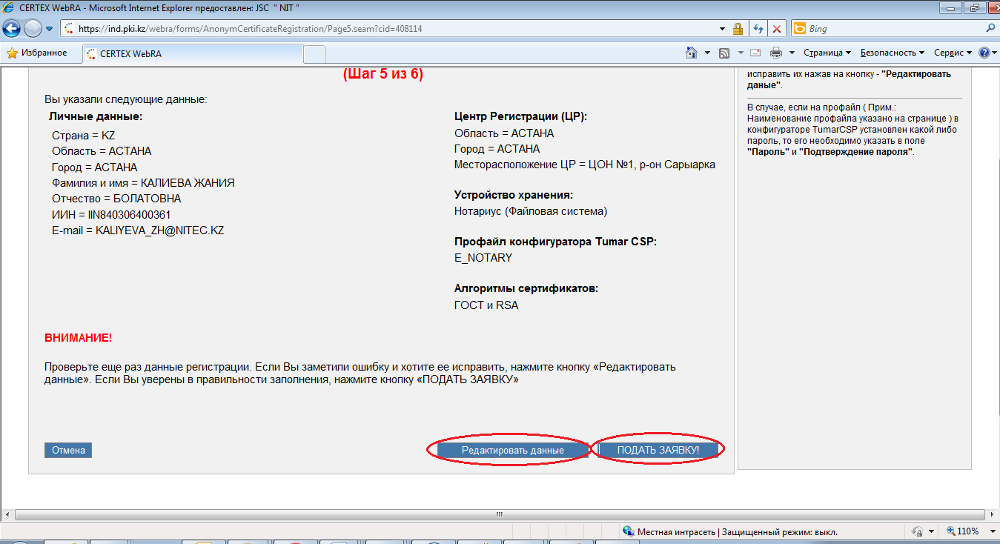 CERTEX WebRA - Microsoft Internet Explorer предоставлен: JSC " NIT "
https://ind.pki.kz/webra/forms/AnonymCertificateRegistration/Page5.seam?cid=408114
Bing
Избранное
CERTEX WebRA
Страница
Безопасность
Сервис
(Шаг 5 из 6)
Вы указали следующие данные:
Личные данные:
Страна = KZ
Область = АСТАНА
Город = АСТАНА
Фамилия и имя = КАЛИЕВА ЖАНИЯ
Отчество = БОЛАТОВНА
ИИН = IIN840306400361
E-mail = KALIYEVA_ZH@NITEC.KZ
Центр Регистрации (ЦР):
Область = АСТАНА
Город = АСТАНА
Месторасположение ЦР = ЦОН №1, р-он Сарыарка
Устройство хранения:
Нотариус (Файловая система)
Профайл конфигуратора Tumar CSP:
E_NOTARY
Алгоритмы сертификатов:
ГОСТ и RSA
ВНИМАНИЕ!
Проверьте еще раз данные регистрации. Если Вы заметили ошибку и хотите ее исправить, нажмите кнопку «Редактировать
данные». Если Вы уверены в правильности заполнения, нажмите кнопку «ПОДАТЬ ЗАЯВКУ»
Отмена
Редактировать данные
ПОДАТЬ ЗАЯВКУ!
исправить их нажав на кнопку - "Редактировать
даные".
В случае, если на профайл ( Прим.:
Наименование профайла указано на странице ) в
конфигураторе TumarCSP установлен какой либо
пароль, то его необходимо указать в поле
"Пароль" и "Подтверждение пароля".
Местная интрасеть | Защищенный режим: выкл.
110%